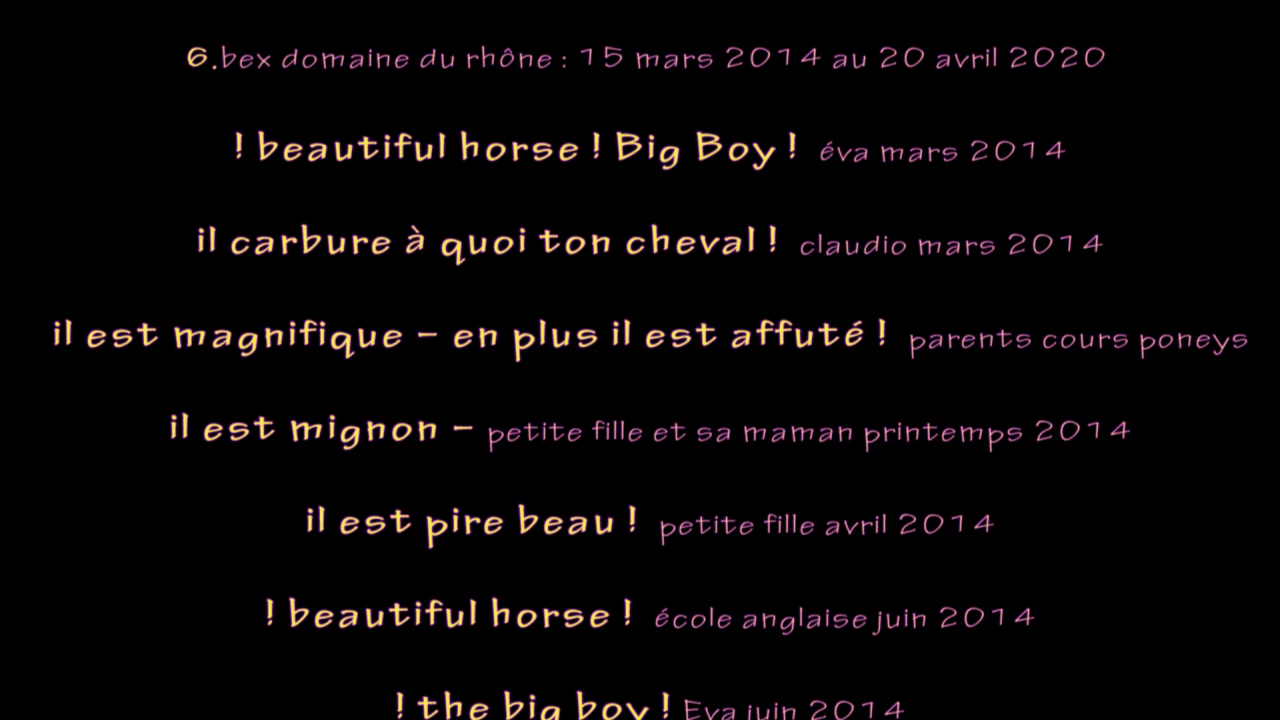 6.bex domaine du rhône : 15 mars 2014 au 20 avril 2020
! beautiful horse ! Big Boy ! éva mars 2014
il carbure à quoi ton cheval ! claudio mars 2014
il est magnifique – en plus il est affuté ! parents cours poneys
il est mignon – petite fille et sa maman printemps 2014
il est pire beau ! petite fille avril 2014
! beautiful horse ! école anglaise juin 2014
! the big boy ! Eva juin 2014